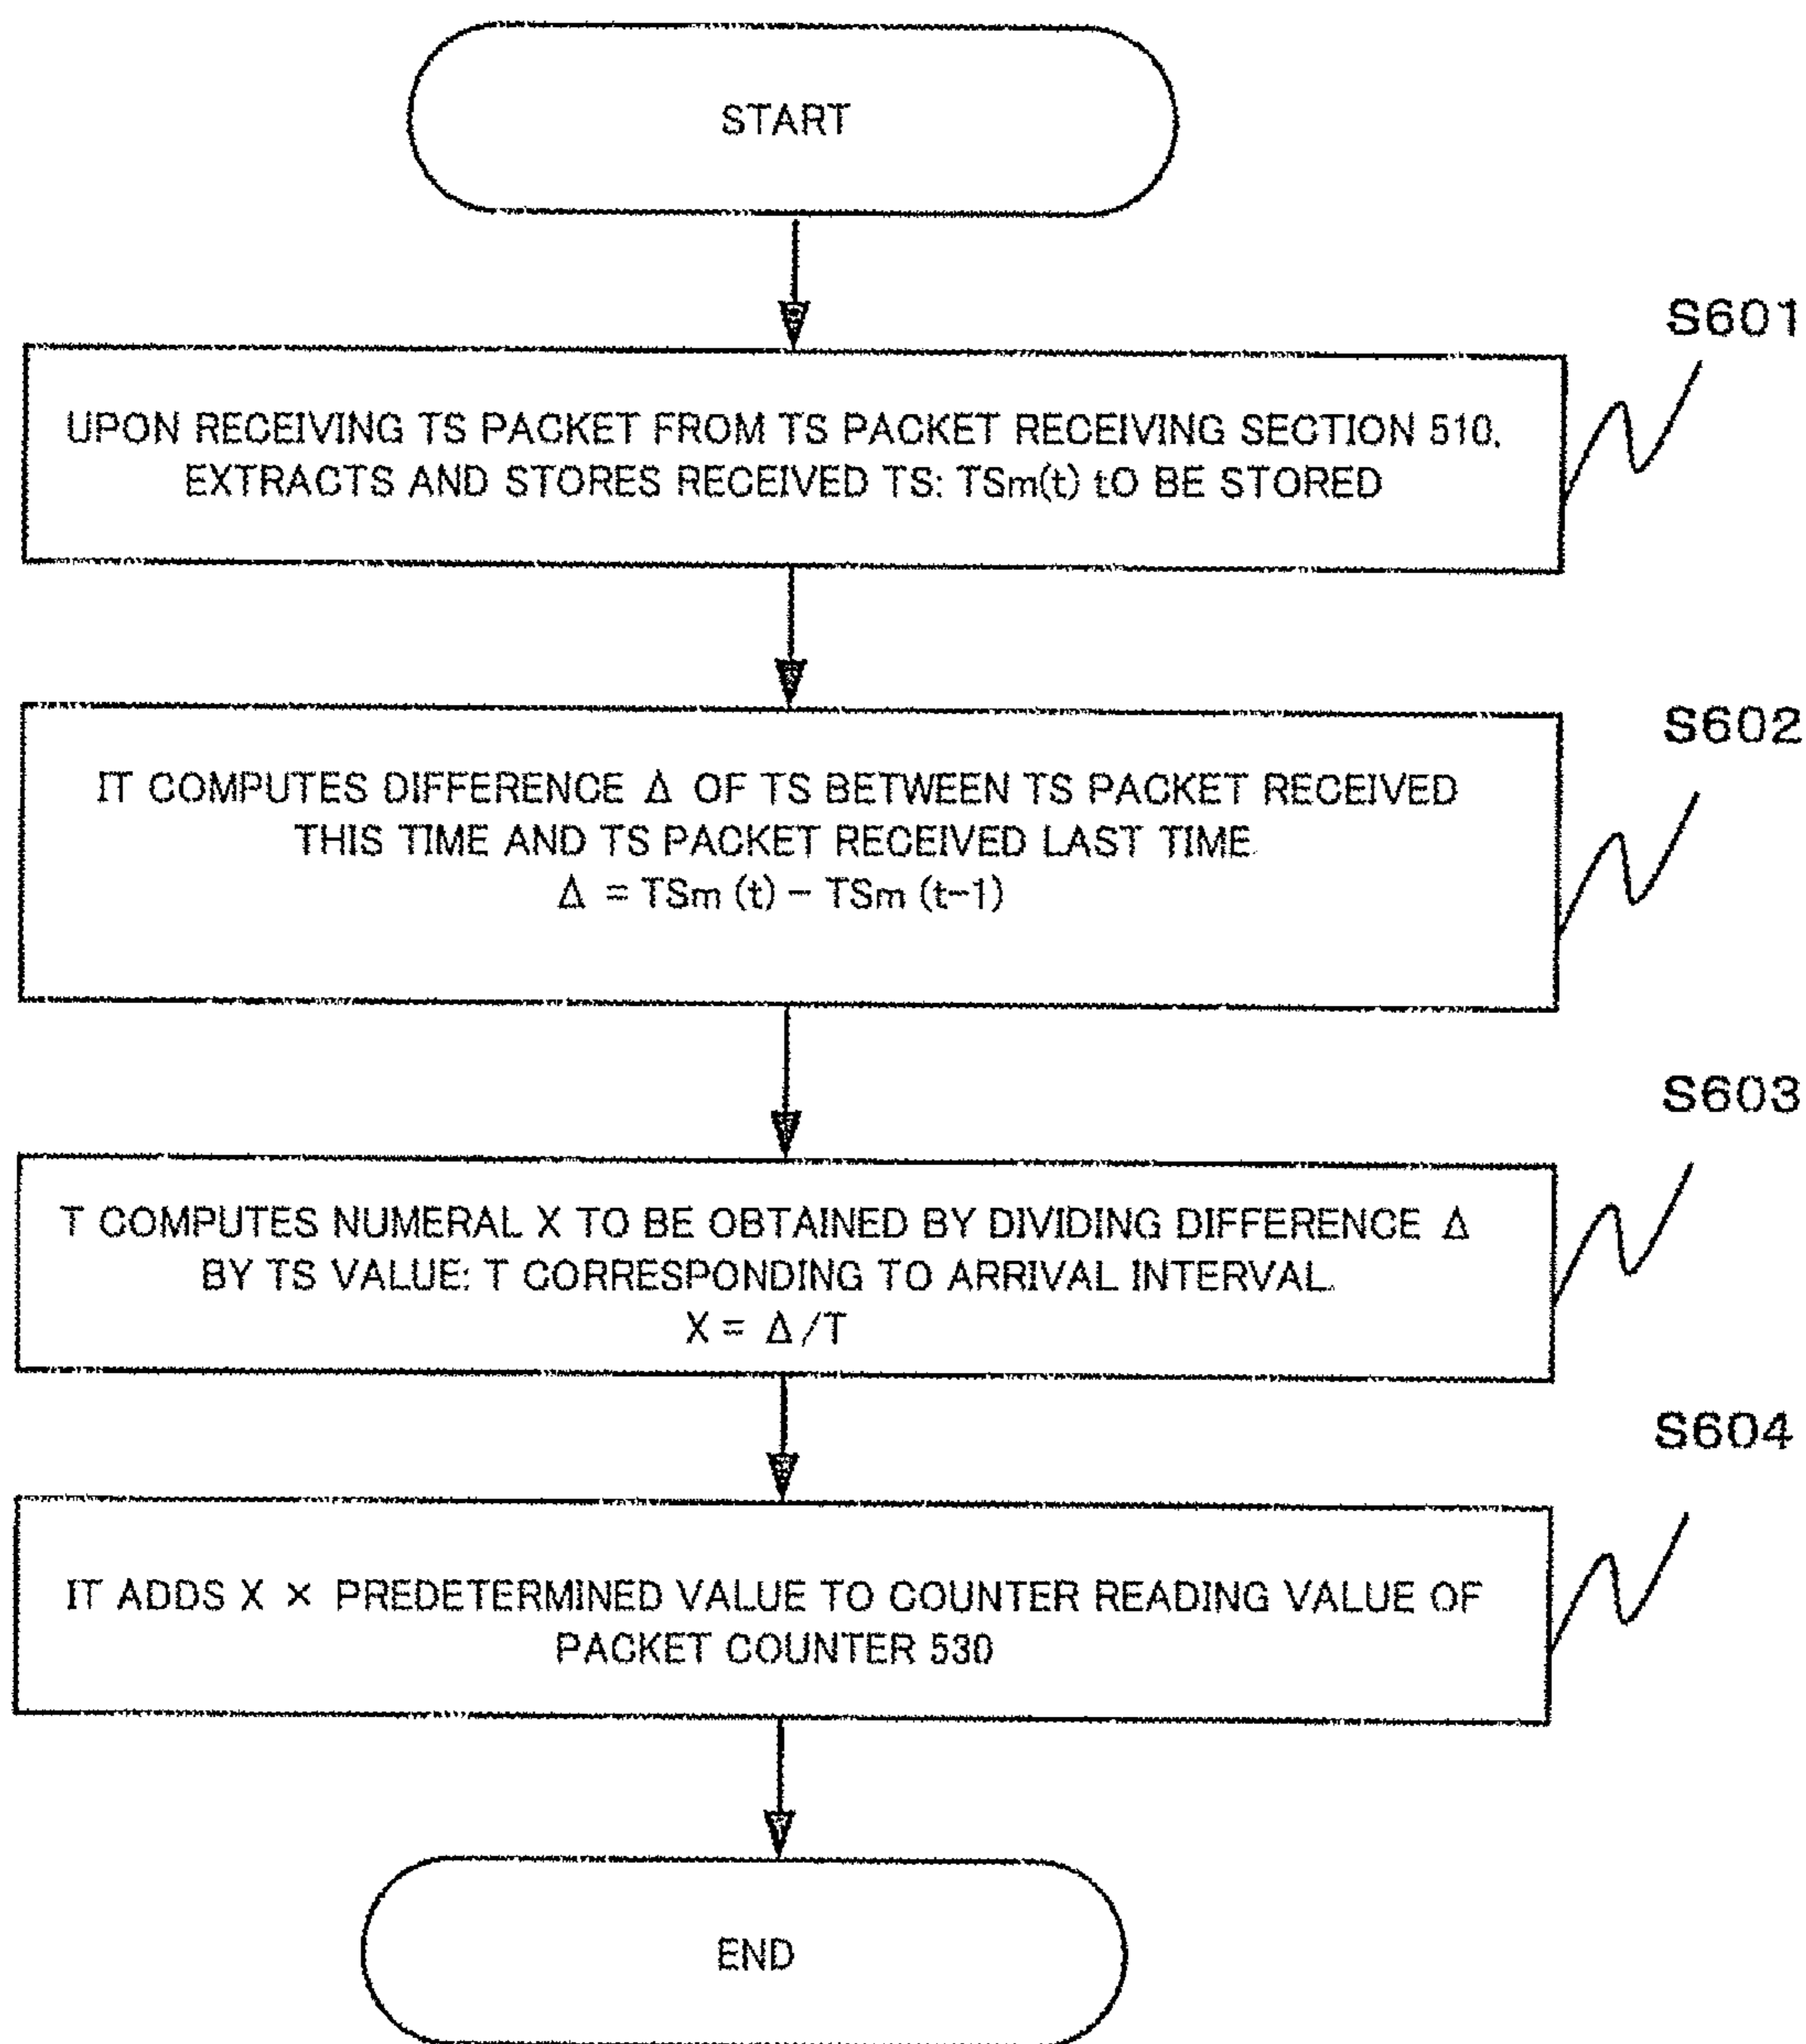 START
S601
UPON RECEIVING TS PACKET FROM TS PACKET RECEIVING SECTION 510,
EXTRACTS AND STORES RECEIVED TS: TSm(t) tO BE STORED
S602
IT COMPUTES DIFFERENCE Δ OF TS BETWEEN TS PACKET RECEIVED
THIS TIME AND TS PACKET RECEIVED LAST TIME.
Δ = TSm (t) − TSm (t−1)
S603
T COMPUTES NUMERAL X TO BE OBTAINED BY DIVIDING DIFFERENCE Δ
BY TS VALUE: T CORRESPONDING TO ARRIVAL INTERVAL.
X = Δ/T
S604
IT ADDS X × PREDETERMINED VALUE TO COUNTER READING VALUE OF
PACKET COUNTER 530
END